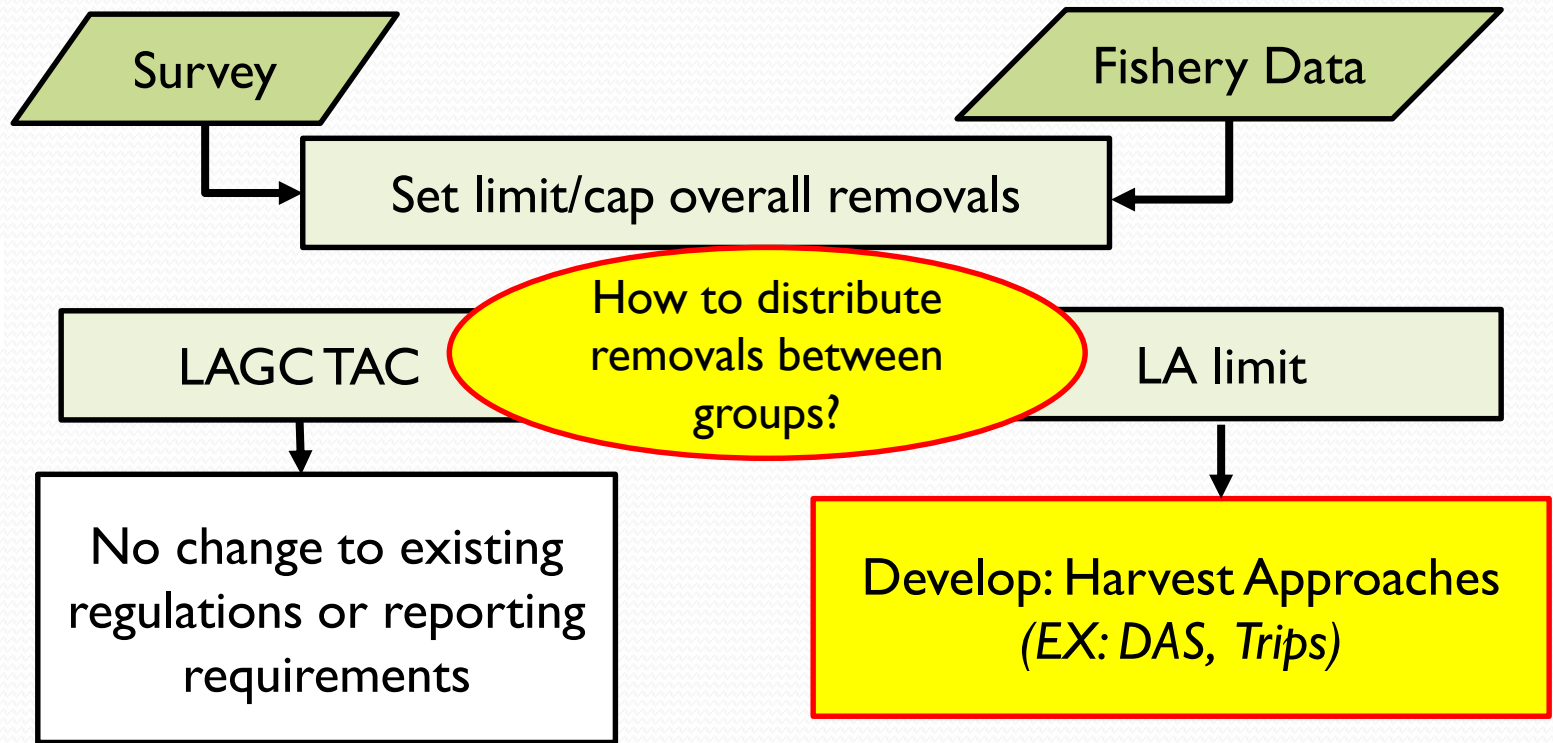 Survey
Fishery Data
Set limit/cap overall removals
How to distribute
removals between
groups?
LAGC TAC
LA limit
No change to existing
regulations or reporting
requirements
Develop: Harvest Approaches
(EX: DAS, Trips)